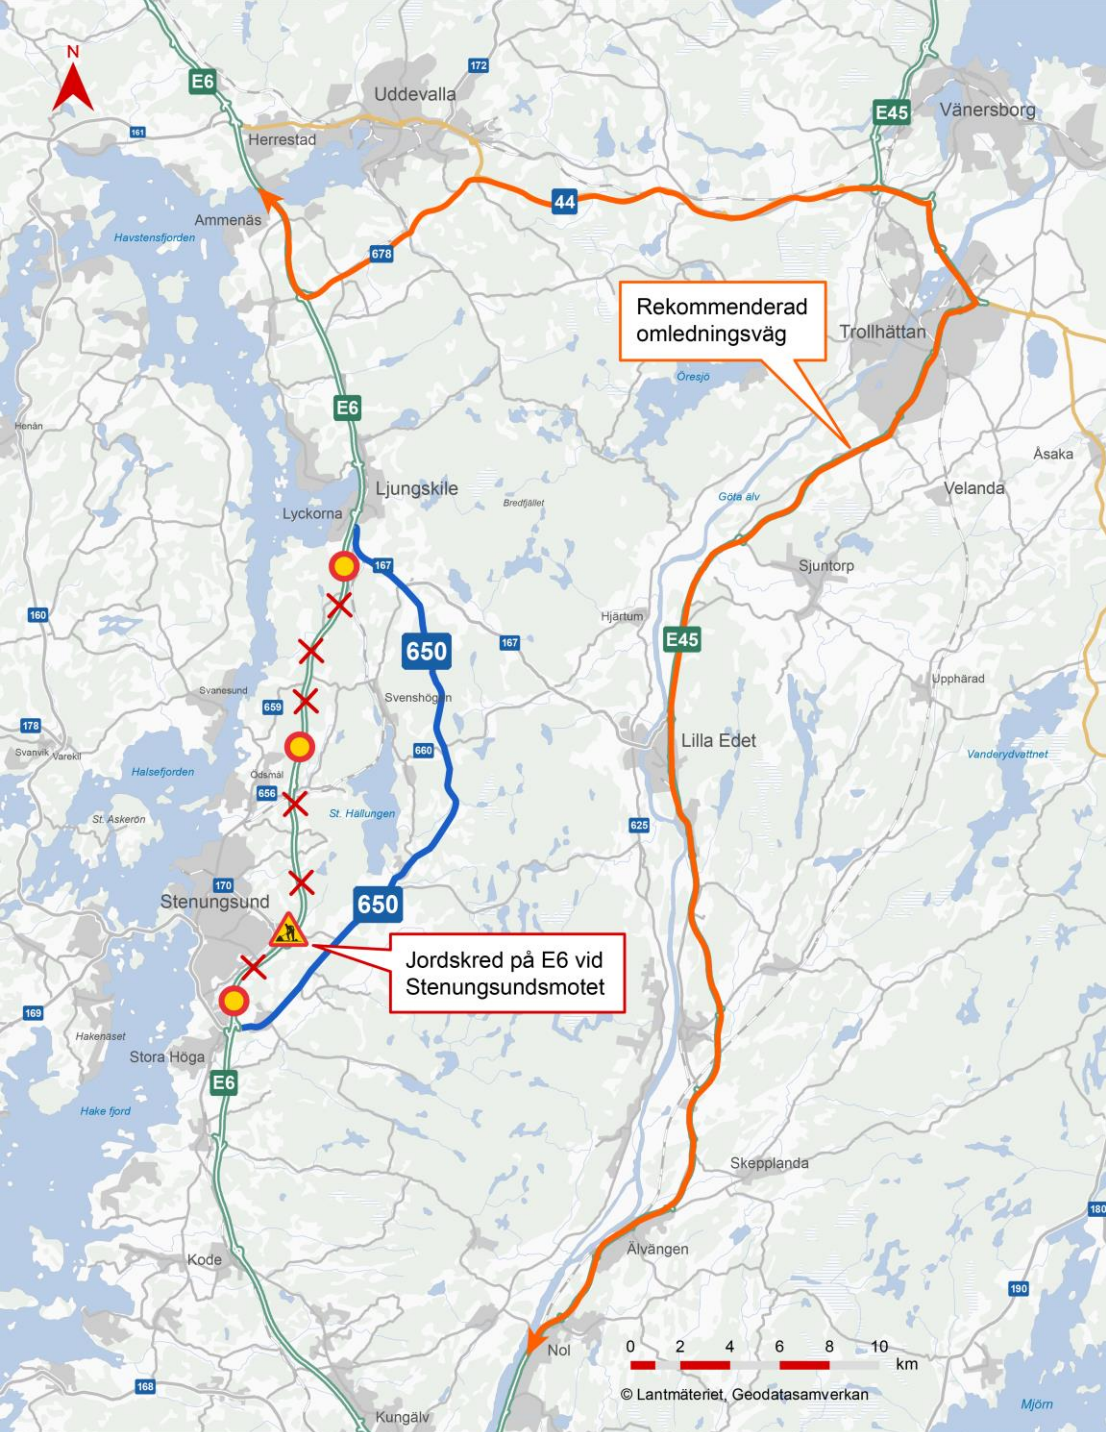 N
E6
Uddevalla
172
E45
Vänersborg
161
Herrestad
Ammenäs
44
Havstensfjorden
678
Rekommenderad
omledningsväg
Trollhättan
Öresjö
E6
Henån
Åsaka
Ljungskile
Velanda
Lyckorna
Bredfjället
Göta älv
167
Sjuntorp
160
Hjärtum
650
167
E45
Svanesund
Svenshögen
Upphärad
659
178
Svanvik
Varekil
660
Lilla Edet
Vanderydvattnet
Halsefjorden
Ödsmål
656
St. Hällungen
St. Askerön
625
170
Stenungsund
650
Jordskred på E6 vid
Stenungsundsmotet
169
Hakenäset
Stora Höga
E6
Hake fjord
Skepplanda
180
Kode
Älvängen
190
Nol
0 2 4 6 8 10
km
168
© Lantmäteriet, Geodatasamverkan
Mjörn
Kungälv